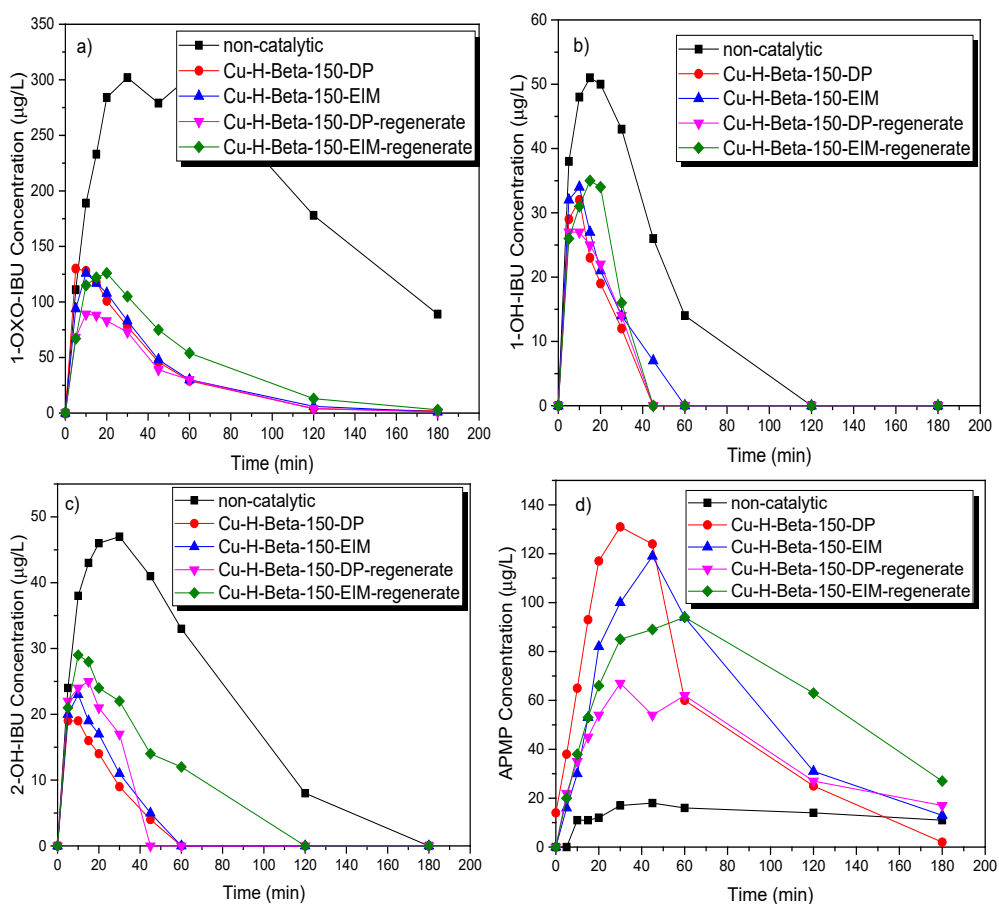 a)
non-catalytic
Cu-H-Beta-150-DP
Cu-H-Beta-150-EIM
Cu-H-Beta-150-DP-regenerate
Cu-H-Beta-150-EIM-regenerate
1-OXO-IBU Concentration (µg/L)
350
300
250
200
150
100
50
0
0 20 40 60 80 100 120 140 160 180 200
Time (min)
b)
non-catalytic
Cu-H-Beta-150-DP
Cu-H-Beta-150-EIM
Cu-H-Beta-150-DP-regenerate
Cu-H-Beta-150-EIM-regenerate
1-OH-IBU Concentration (µg/L)
60
50
40
30
20
10
0
0 20 40 60 80 100 120 140 160 180 200
Time (min)
c)
non-catalytic
Cu-H-Beta-150-DP
Cu-H-Beta-150-EIM
Cu-H-Beta-150-DP-regenerate
Cu-H-Beta-150-EIM-regenerate
2-OH-IBU Concentration (µg/L)
50
40
30
20
10
0
0 20 40 60 80 100 120 140 160 180 200
Time (min)
d)
non-catalytic
Cu-H-Beta-150-DP
Cu-H-Beta-150-EIM
Cu-H-Beta-150-DP-regenerate
Cu-H-Beta-150-EIM-regenerate
APMP Concentration (µg/L)
140
120
100
80
60
40
20
0
0 20 40 60 80 100 120 140 160 180 200
Time (min)